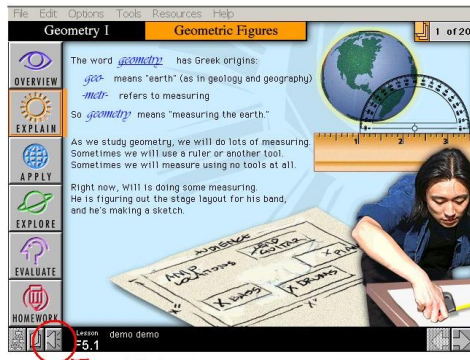 File Edit Options Tools Resources Help
Geometry I
Geometric Figures
1 of 20
OVERVIEW
EXPLAIN
APPLY
EXPLORE
EVALUATE
HOMEWORK
The word geometry has Greek origins:
geo- means "earth" (as in geology and geography)
-metr- refers to measuring
So geometry means "measuring the earth."
As we study geometry, we will do lots of measuring.
Sometimes we will use a ruler or another tool.
Sometimes we will measure using no tools at all.
Right now, Will is doing some measuring.
He is figuring out the stage layout for his band,
and he's making a sketch.
1 2 3
AUDIENCE
AMP LOCATIONS
LEAD GUITAR
X BASS
X DRUMS
Lesson demo demo
F5.1